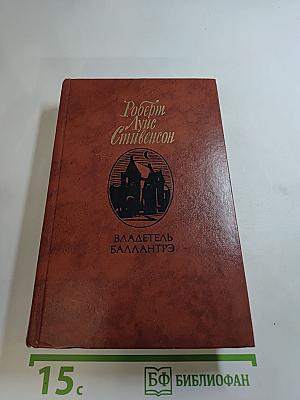 Роберт
Луис
Стивенсон
ВЛАДЕТЕЛЬ
БАЛЛАНТРЭ
15с
БФ БИБЛИОФАН